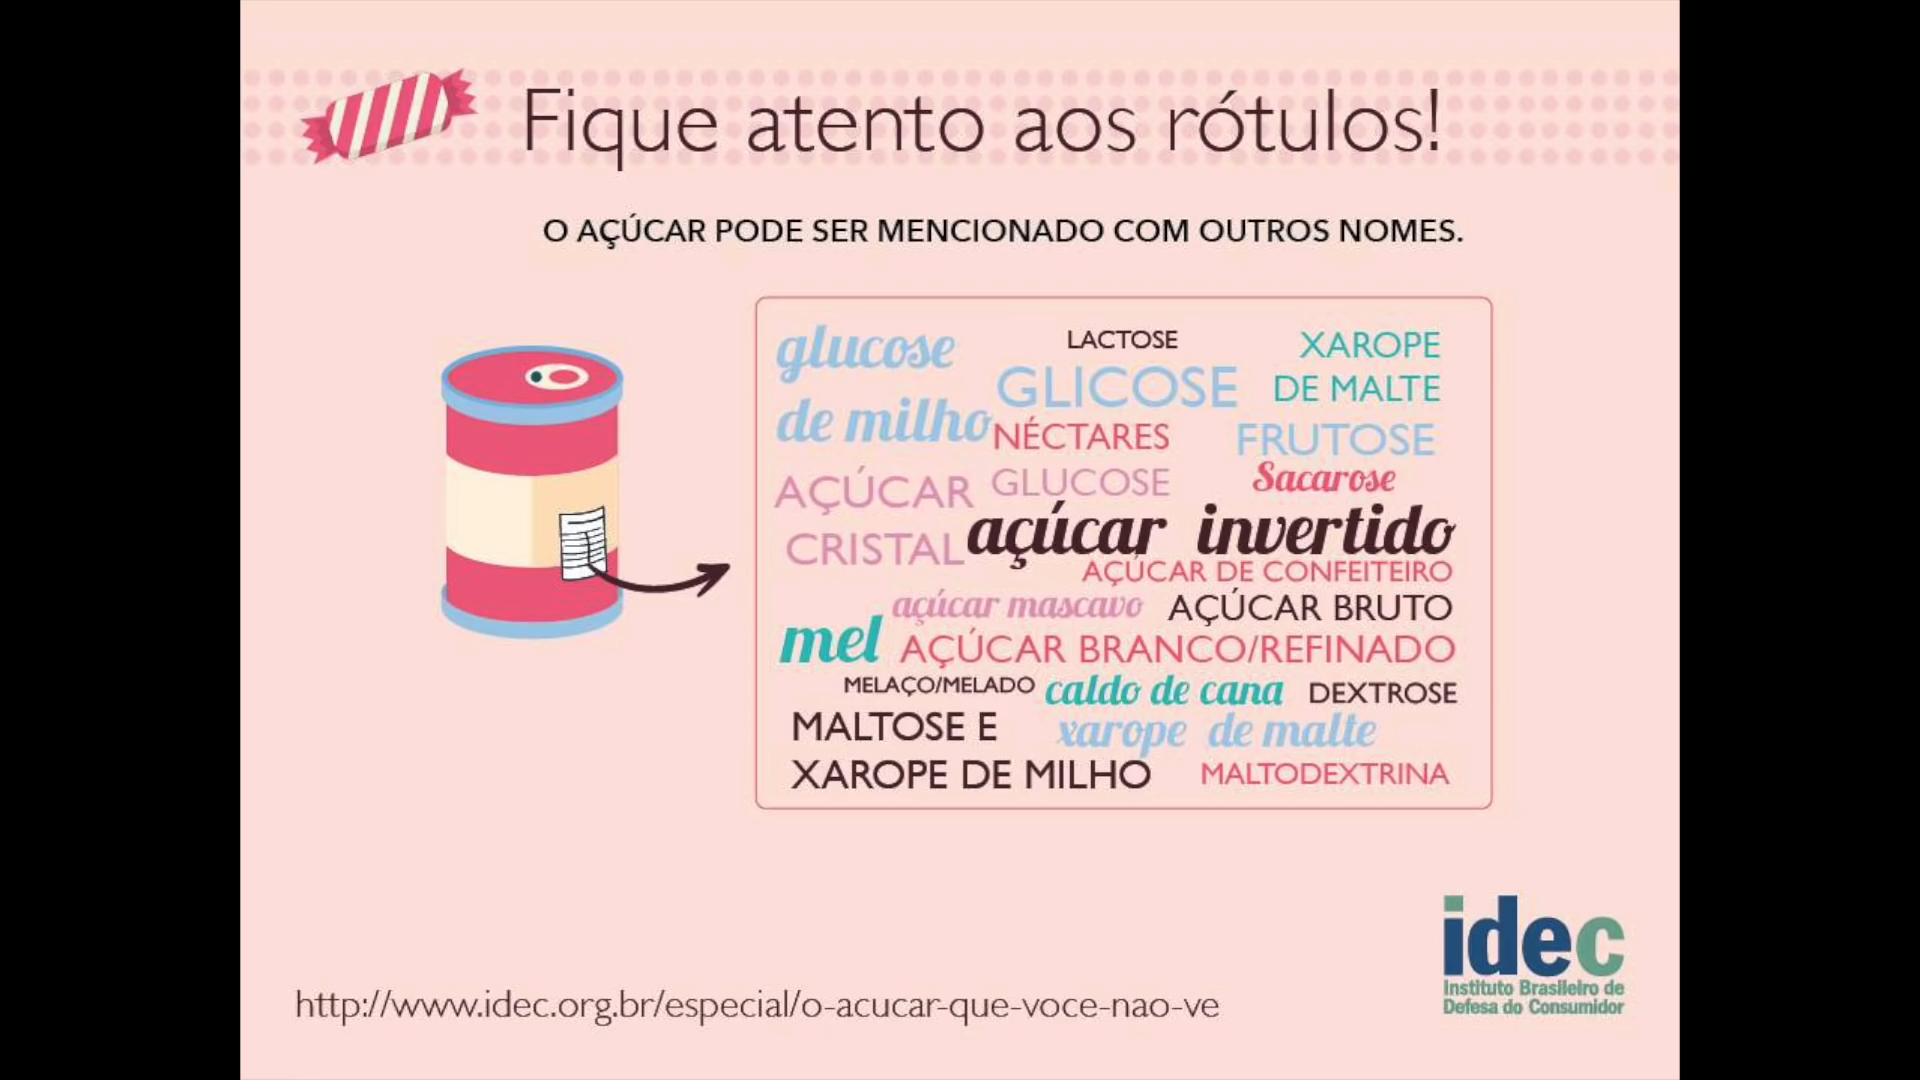 Fique atento aos rótulos!
O AÇÚCAR PODE SER MENCIONADO COM OUTROS NOMES.
glucose
de milho
LACTOSE
GLICOSE
XAROPE
DE MALTE
NÉCTARES
FRUTOSE
AÇÚCAR
CRISTAL
GLUCOSE
Sacarose
açúcar invertido
AÇÚCAR DE CONFEITEIRO
açúcar mascavo
AÇÚCAR BRUTO
mel
AÇÚCAR BRANCO/REFINADO
MELAÇO/MELADO
caldo de cana
DEXTROSE
MALTOSE E
XAROPE DE MILHO
xarope de malte
MALTODEXTRINA
idec
Instituto Brasileiro de
Defesa do Consumidor
http://www.idec.org.br/especial/o-acucar-que-voce-nao-ve